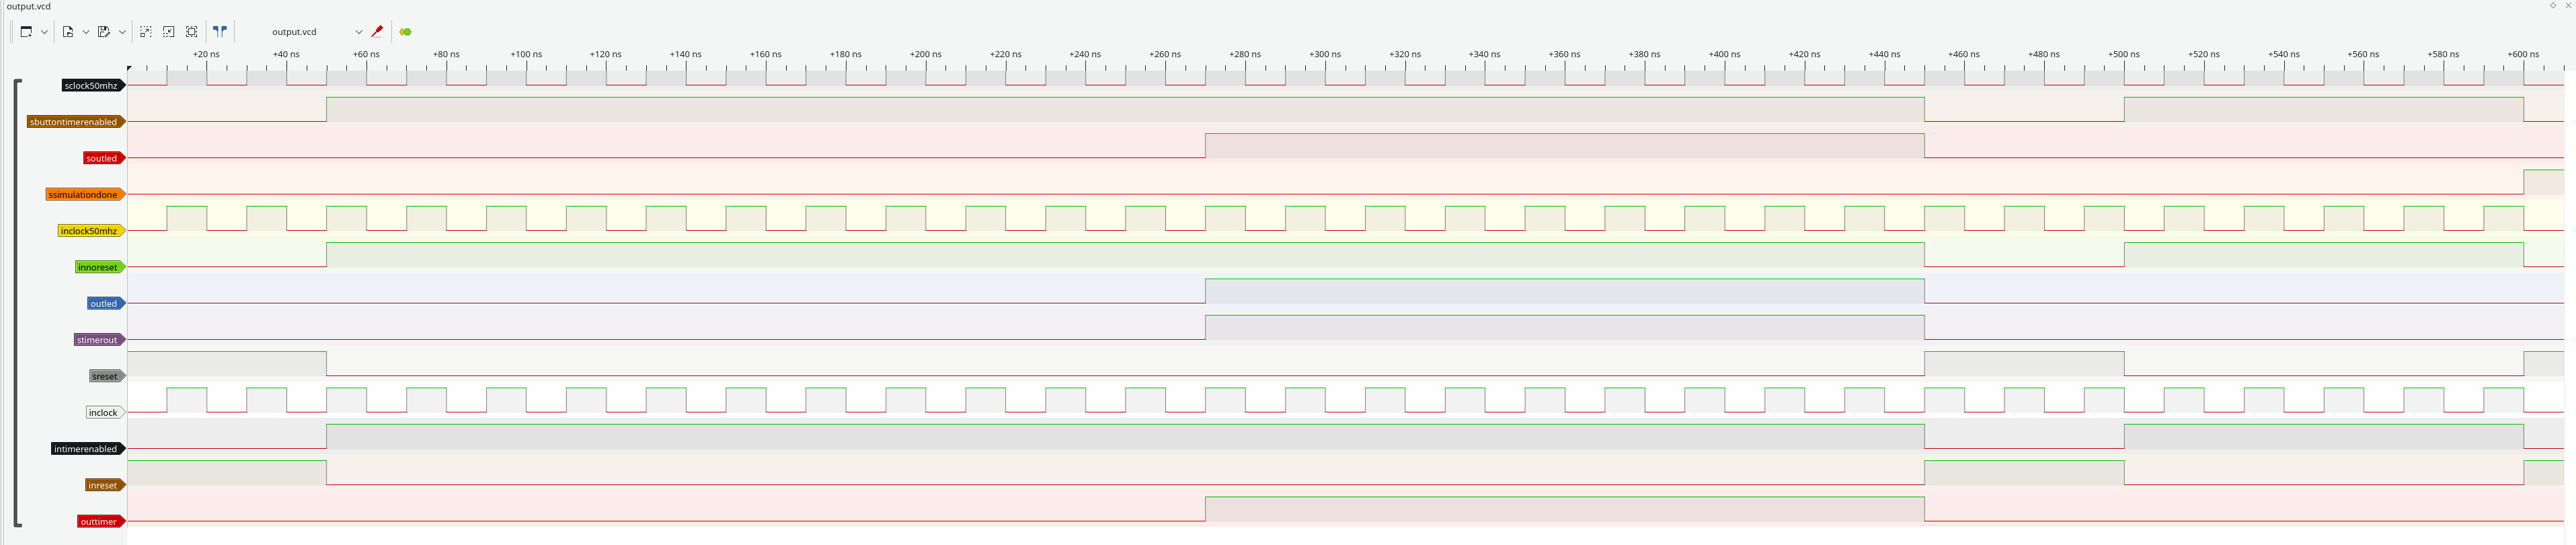 output.vcd
output.vcd
+20 ns +40 ns +60 ns +80 ns +100 ns +120 ns +140 ns +160 ns +180 ns +200 ns +220 ns +240 ns +260 ns +280 ns +300 ns +320 ns +340 ns +360 ns +380 ns +400 ns +420 ns +440 ns +460 ns +480 ns +500 ns +520 ns +540 ns +560 ns +580 ns +600 ns
sclock50mhz
sbuttontimerenabled
soutled
ssimulationdone
inclock50mhz
innoreset
outled
stimerout
sreset
inclock
intimerenabled
inreset
outtimer